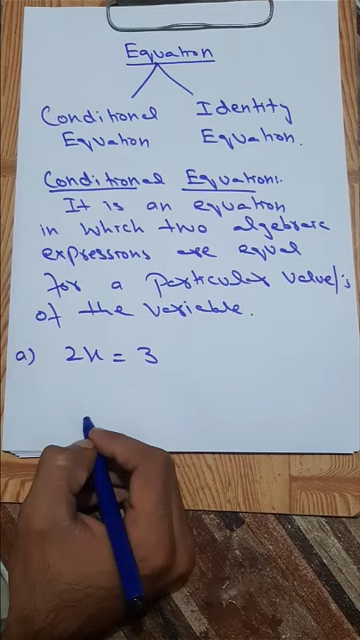 Equation
Conditional Identity
Equation Equation.
Conditional Equation:
It is an equation
in which two algebraic
expressions are equal
for a particular value/s
of the variable.
a) 2x = 3